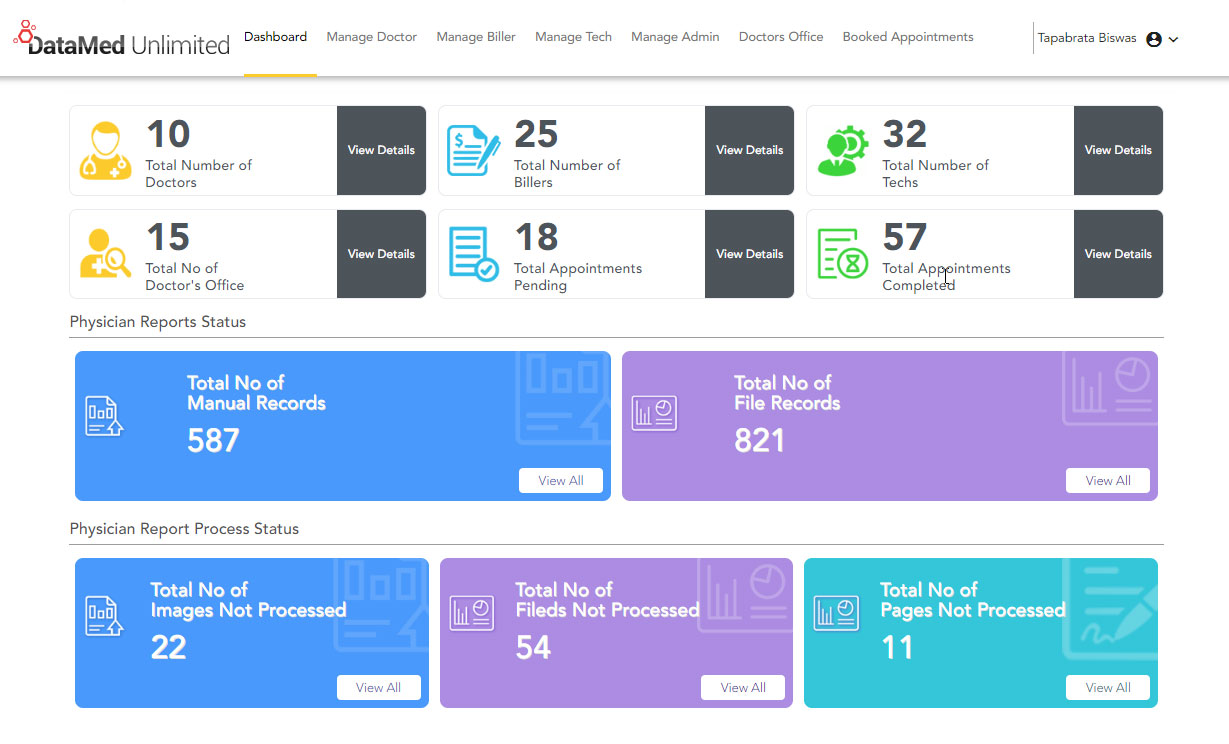 DataMed Unlimited
Dashboard
Manage Doctor
Manage Biller
Manage Tech
Manage Admin
Doctors Office
Booked Appointments
Tapabrata Biswas
10
Total Number of
Doctors
View Details
25
Total Number of
Billers
View Details
32
Total Number of
Techs
View Details
15
Total No of
Doctor's Office
View Details
18
Total Appointments
Pending
View Details
57
Total Appointments
Completed
View Details
Physician Reports Status
Total No of
Manual Records
587
View All
Total No of
File Records
821
View All
Physician Report Process Status
Total No of
Images Not Processed
22
View All
Total No of
Fileds Not Processed
54
View All
Total No of
Pages Not Processed
11
View All